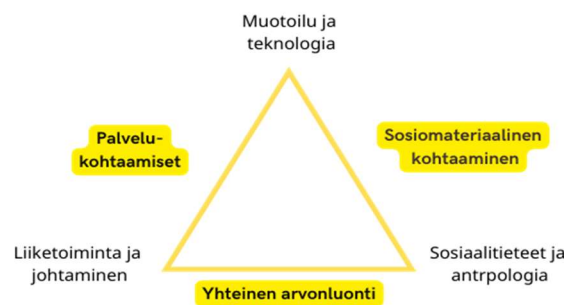 Muotoilu ja
teknologia
Palvelu-
kohtaamiset
Sosiomateriaalinen
kohtaaminen
Liiketoiminta ja
johtaminen
Sosiaalitieteet ja
antrpologia
Yhteinen arvonluonti